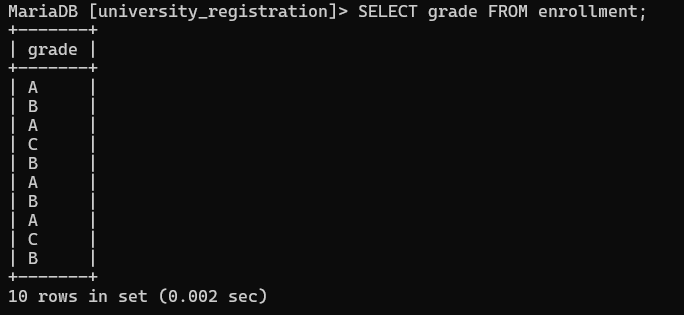 MariaDB [university_registration]> SELECT grade FROM enrollment;
+-------+
| grade |
+-------+
| A     |
| B     |
| A     |
| C     |
| B     |
| A     |
| B     |
| A     |
| C     |
| B     |
+-------+
10 rows in set (0.002 sec)